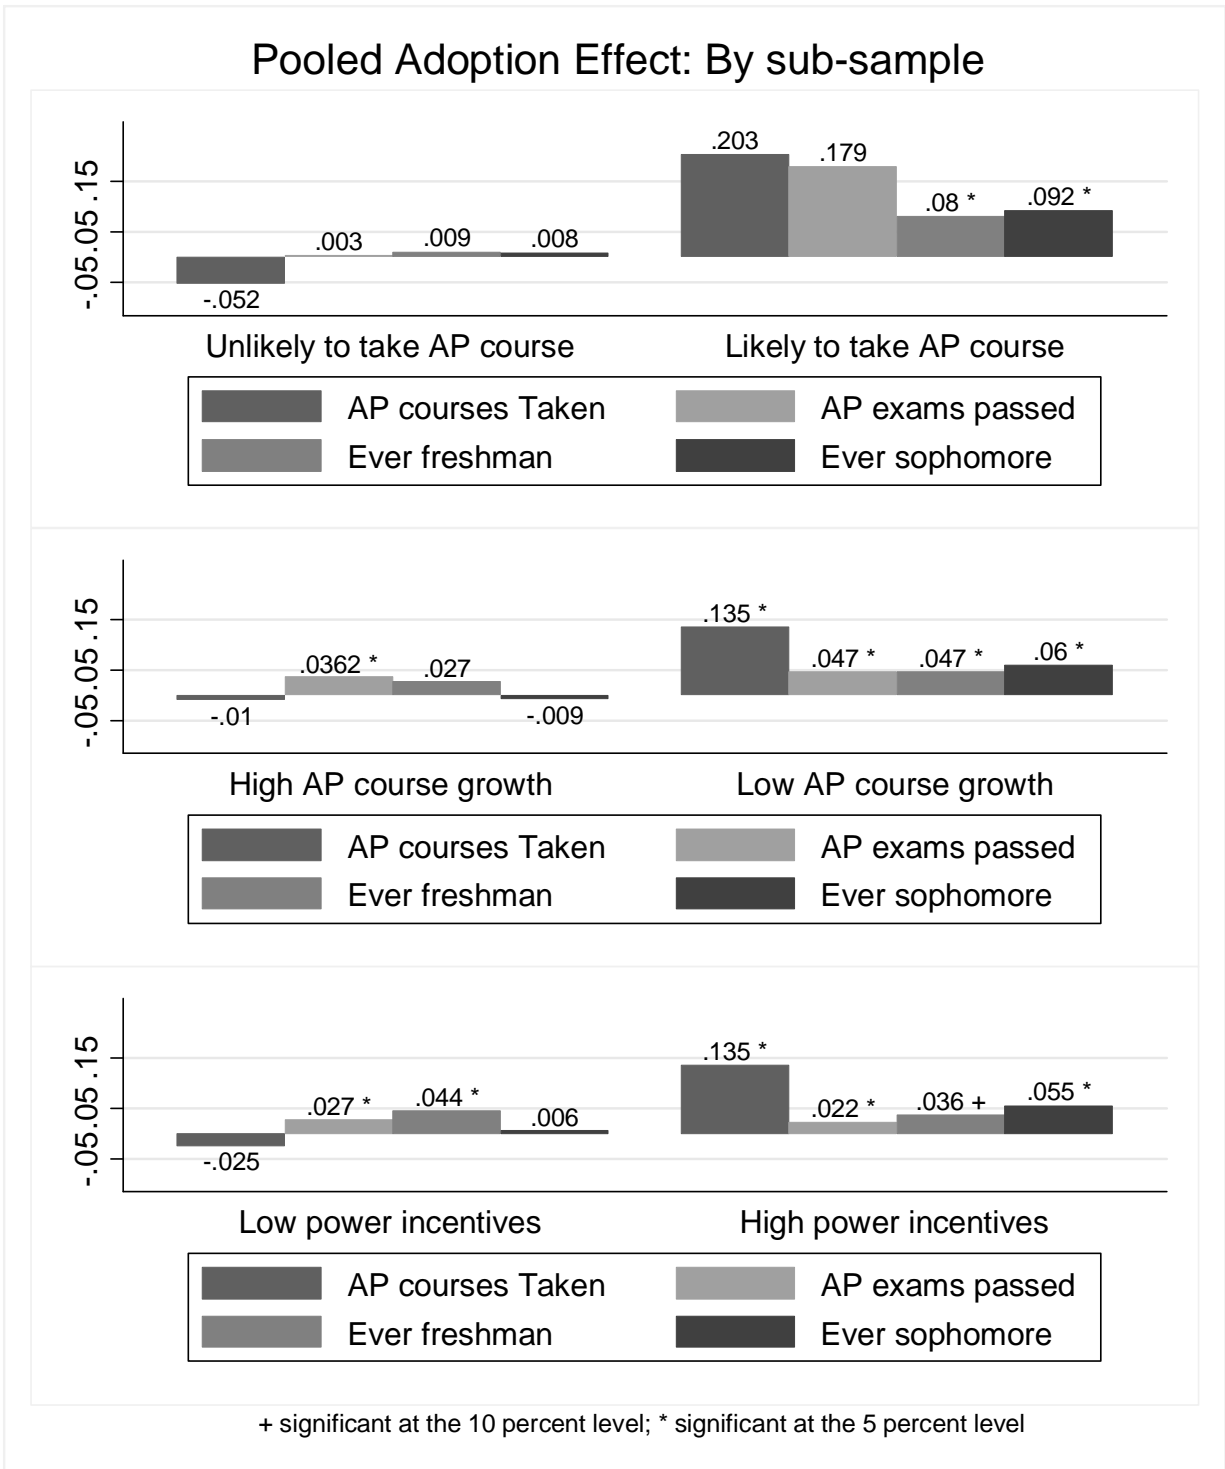 Pooled Adoption Effect: By sub-sample
-.05 .05 .15
-.052 .003 .009 .008 .203 .179 .08 * .092 *
Unlikely to take AP course Likely to take AP course
AP courses Taken AP exams passed
Ever freshman Ever sophomore
-.05 .05 .15
-.01 .0362 * .027 -.009 .135 * .047 * .047 * .06 *
High AP course growth Low AP course growth
AP courses Taken AP exams passed
Ever freshman Ever sophomore
-.05 .05 .15
-.025 .027 * .044 * .006 .135 * .022 * .036 + .055 *
Low power incentives High power incentives
AP courses Taken AP exams passed
Ever freshman Ever sophomore
+ significant at the 10 percent level; * significant at the 5 percent level